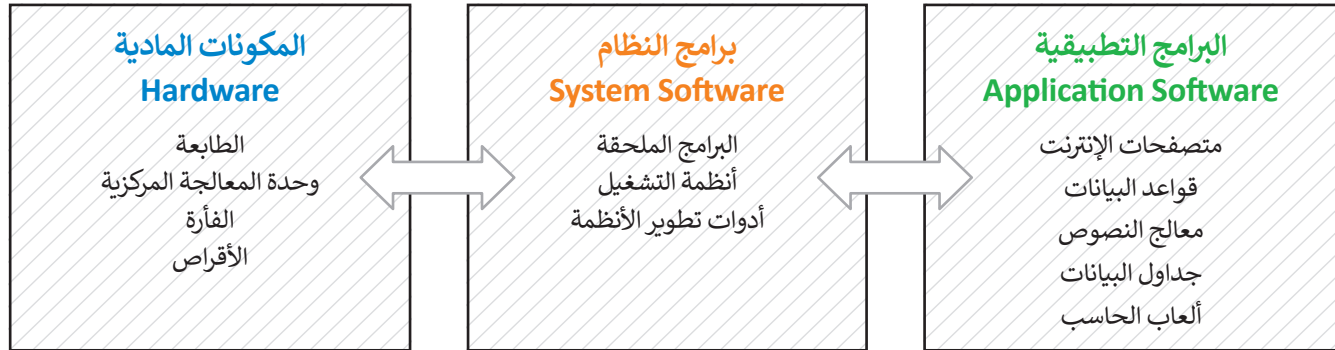 البرامج التطبيقية
Application Software
متصفحات الإنترنت
قواعد البيانات
معالج النصوص
جداول البيانات
ألعاب الحاسب
برامج النظام
System Software
البرامج الملحقة
أنظمة التشغيل
أدوات تطوير الأنظمة
المكونات المادية
Hardware
الطابعة
وحدة المعالجة المركزية
الفأرة
الأقراص